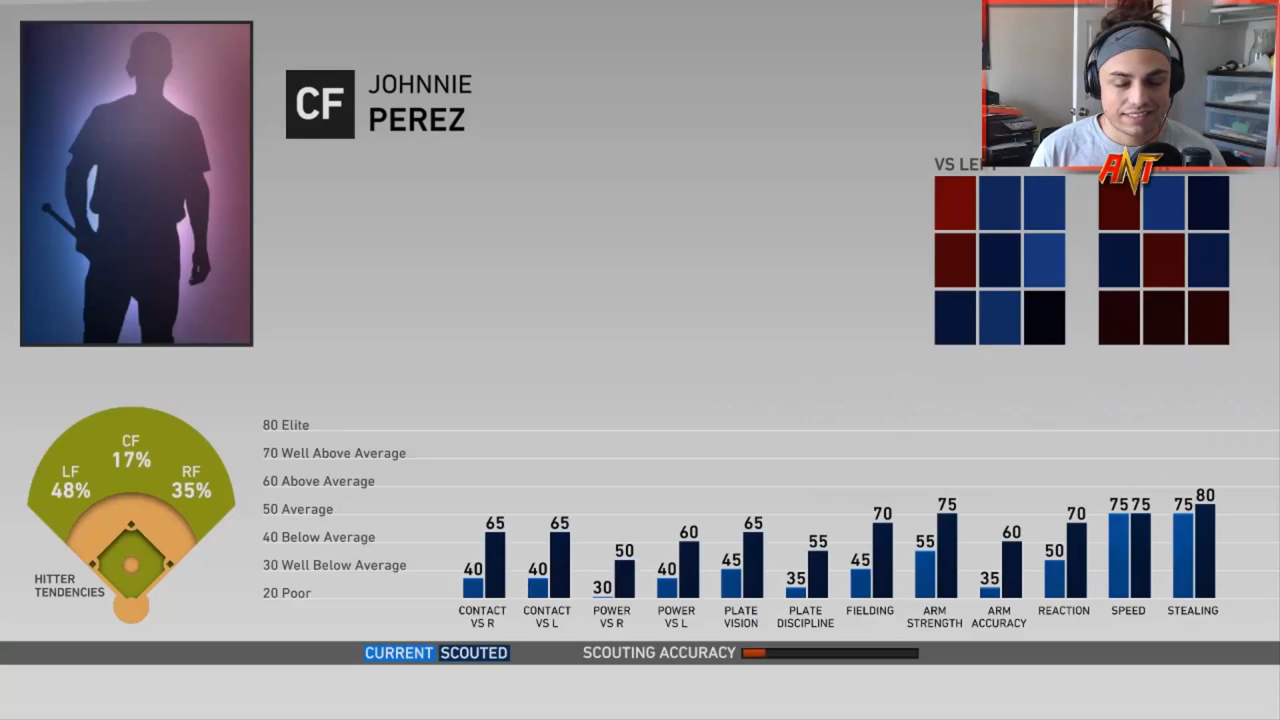 CF
JOHNNIE
PEREZ
VS LEFT
ANT
CF
17%
LF
48%
RF
35%
HITTER
TENDENCIES
80 Elite
70 Well Above Average
60 Above Average
50 Average
40 Below Average
30 Well Below Average
20 Poor
40 65
40 65
30 50
40 60
45 65
35 55
45 70
55 75
35 60
50 70
75 75
75 80
CONTACT
VS R
CONTACT
VS L
POWER
VS R
POWER
VS L
PLATE
VISION
PLATE
DISCIPLINE
FIELDING
ARM
STRENGTH
ARM
ACCURACY
REACTION
SPEED
STEALING
CURRENT SCOUTED
SCOUTING ACCURACY